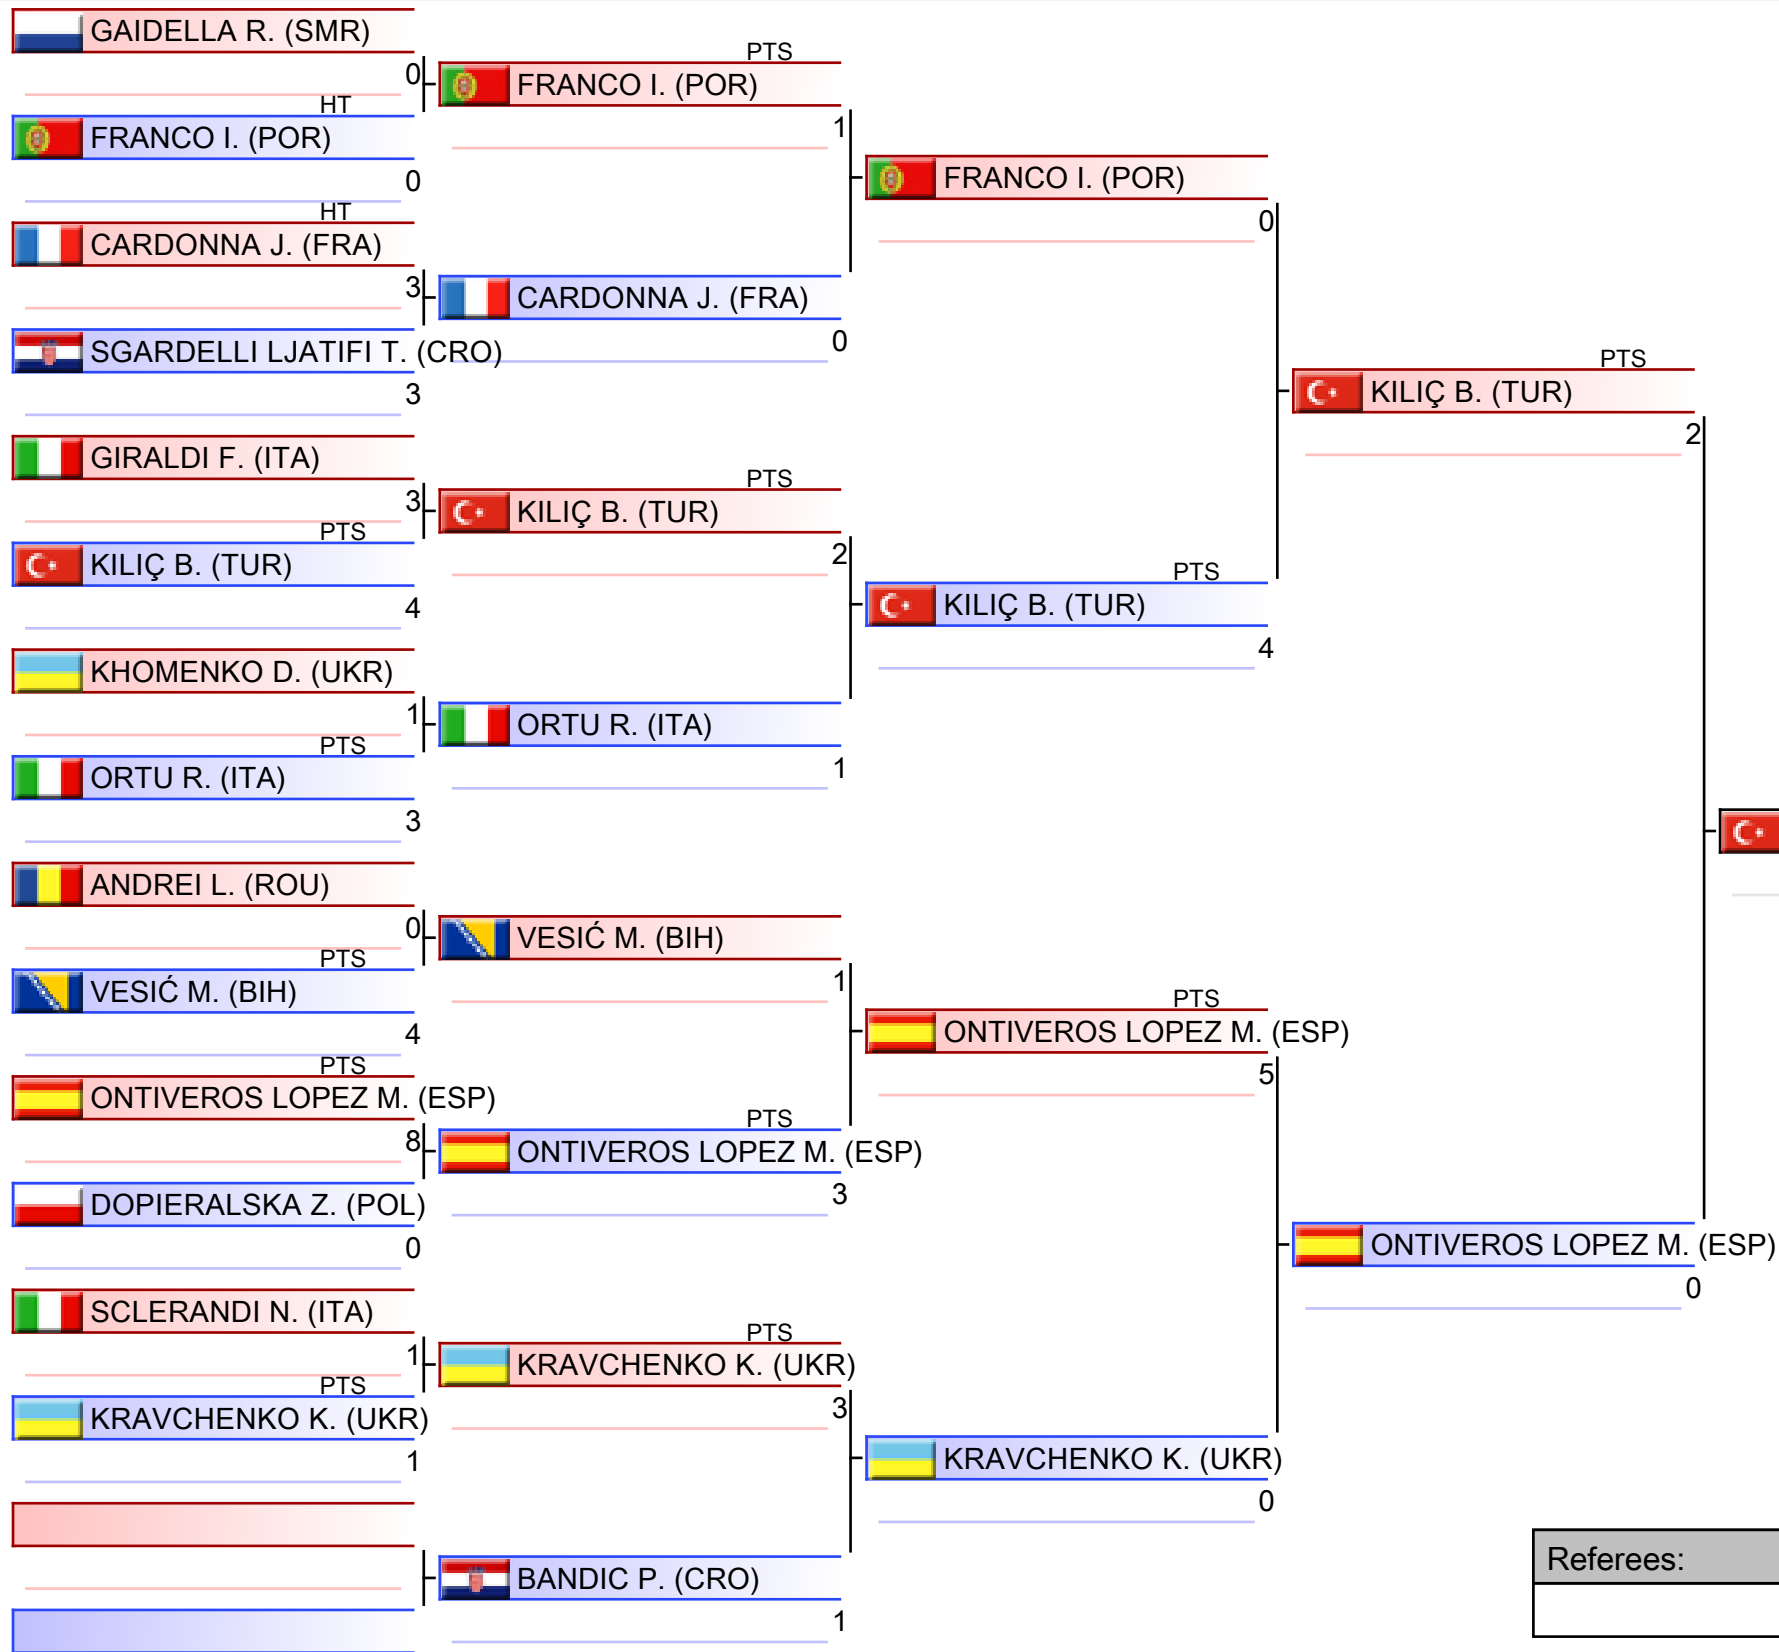 GAIDELLA R. (SMR)
0
HT
FRANCO I. (POR)
0
HT
CARDONNA J. (FRA)
3
SGARDELLI LJATIFI T. (CRO)
3
GIRALDI F. (ITA)
3
PTS
KILIÇ B. (TUR)
4
KHOMENKO D. (UKR)
1
PTS
ORTU R. (ITA)
3
ANDREI L. (ROU)
0
PTS
VESIĆ M. (BIH)
4
PTS
ONTIVEROS LOPEZ M. (ESP)
8
DOPIERALSKA Z. (POL)
0
SCLERANDI N. (ITA)
1
PTS
KRAVCHENKO K. (UKR)
1
PTS
FRANCO I. (POR)
1
CARDONNA J. (FRA)
0
PTS
KILIÇ B. (TUR)
2
ORTU R. (ITA)
1
VESIĆ M. (BIH)
1
PTS
ONTIVEROS LOPEZ M. (ESP)
3
PTS
KRAVCHENKO K. (UKR)
3
BANDIC P. (CRO)
1
FRANCO I. (POR)
0
PTS
KILIÇ B. (TUR)
4
PTS
ONTIVEROS LOPEZ M. (ESP)
5
KRAVCHENKO K. (UKR)
0
PTS
KILIÇ B. (TUR)
2
ONTIVEROS LOPEZ M. (ESP)
0
Referees: